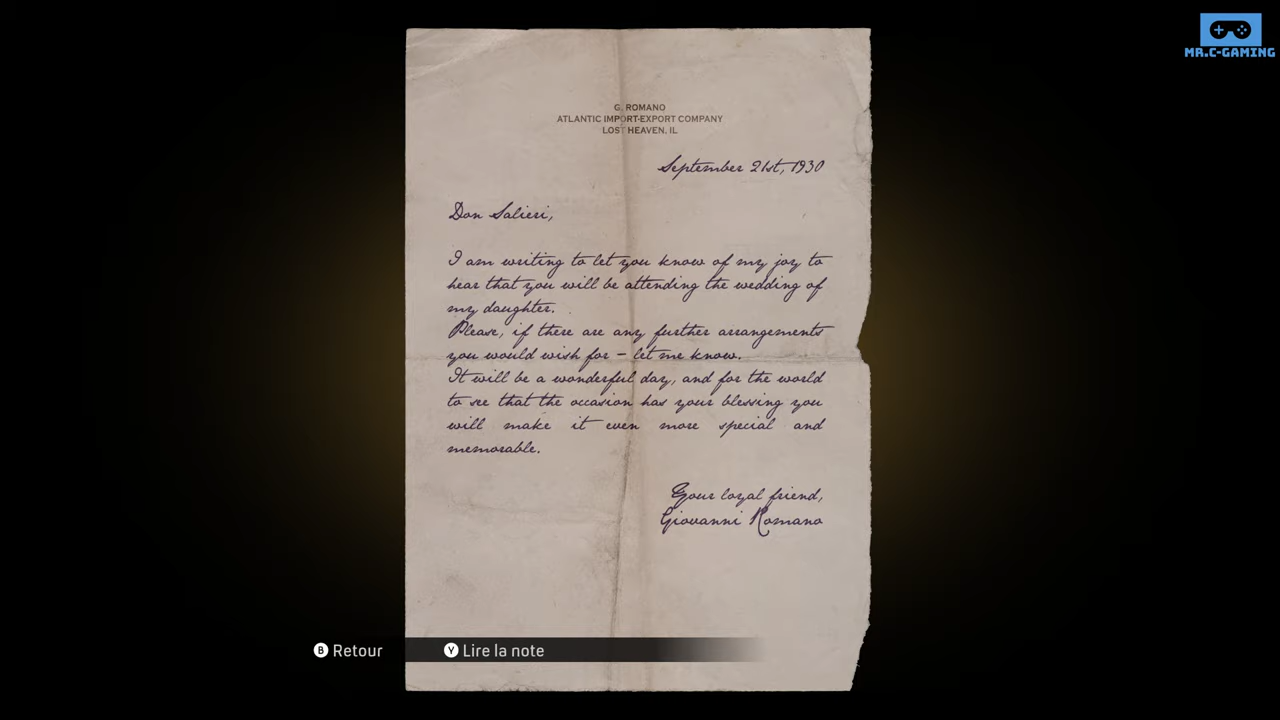 MR.C-GAMING
G. ROMANO
ATLANTIC IMPORT-EXPORT COMPANY
LOST HEAVEN, IL
September 21st, 1930
Don Salieri,
I am writing to let you know of my joy to
hear that you will be attending the wedding of
my daughter.
Please, if there are any further arrangements
you would wish for – let me know.
It will be a wonderful day, and for the world
to see that the occasion has your blessing you
will make it even more special and
memorable.
Your loyal friend,
Giovanni Romano
B Retour
Y Lire la note